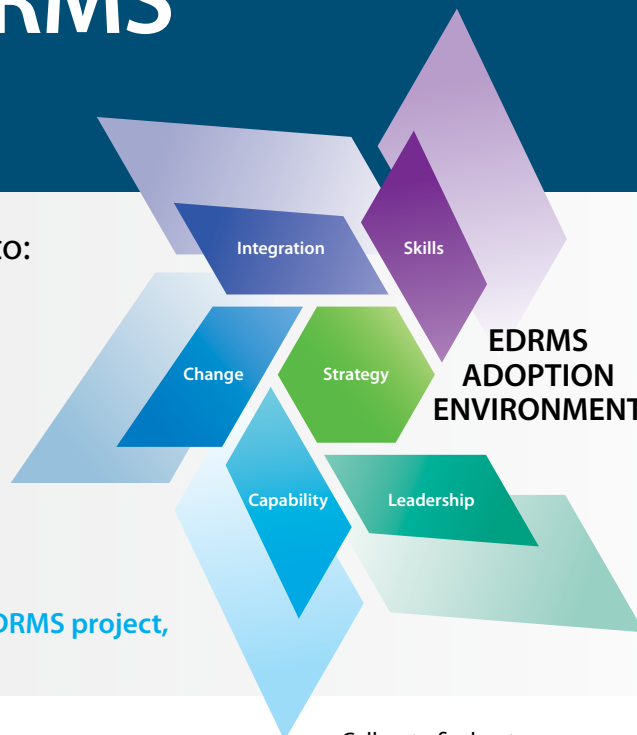 RMS
to:
Integration
Skills
EDRMS
ADOPTION
ENVIRONMENT
Change
Strategy
Capability
Leadership
DRMS project,